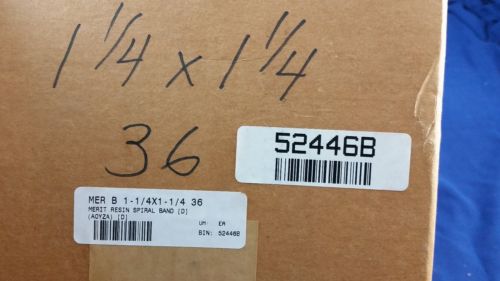 1 1/4 x 1 1/4
36
52446B
MER B 1-1/4X1-1/4 36
MERIT RESIN SPIRAL BAND [D]
(AOYZA) [D]
UM: EA
BIN: 52446B